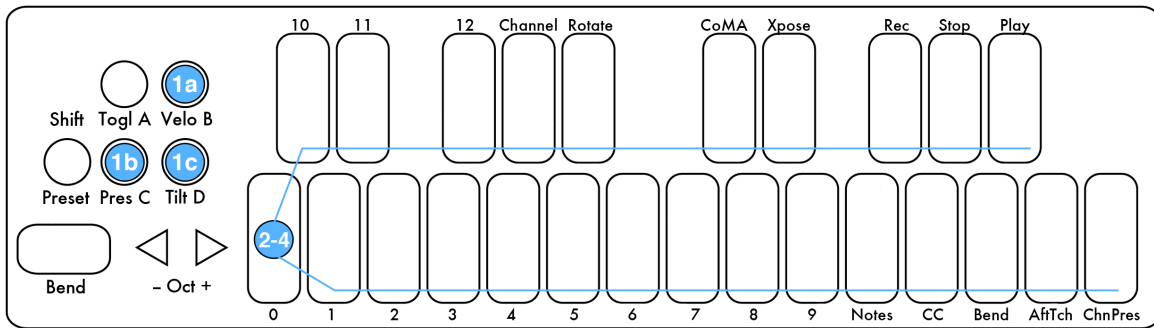 10 11 12 Channel Rotate CoMA Xpose Rec Stop Play
1a
Shift Togl A Velo B
1b 1c
Preset Pres C Tilt D
2-4
Bend – Oct +
0 1 2 3 4 5 6 7 8 9 Notes CC Bend AftTch ChnPres